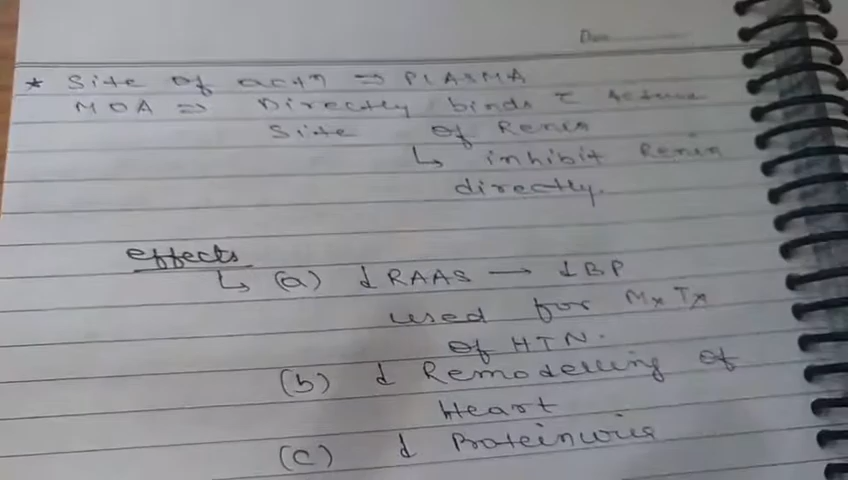 Date
* Site of actn ⇒ PLASMA
MOA ⇒ Directly binds c̄ Active
Site of Renin
↳ inhibit Renin
directly.
effects
↳ (a) ↓ RAAS → ↓ BP
used for Mx Tx
of HTN.
(b) ↓ Remodelling of
Heart
(c) ↓ Proteinuria